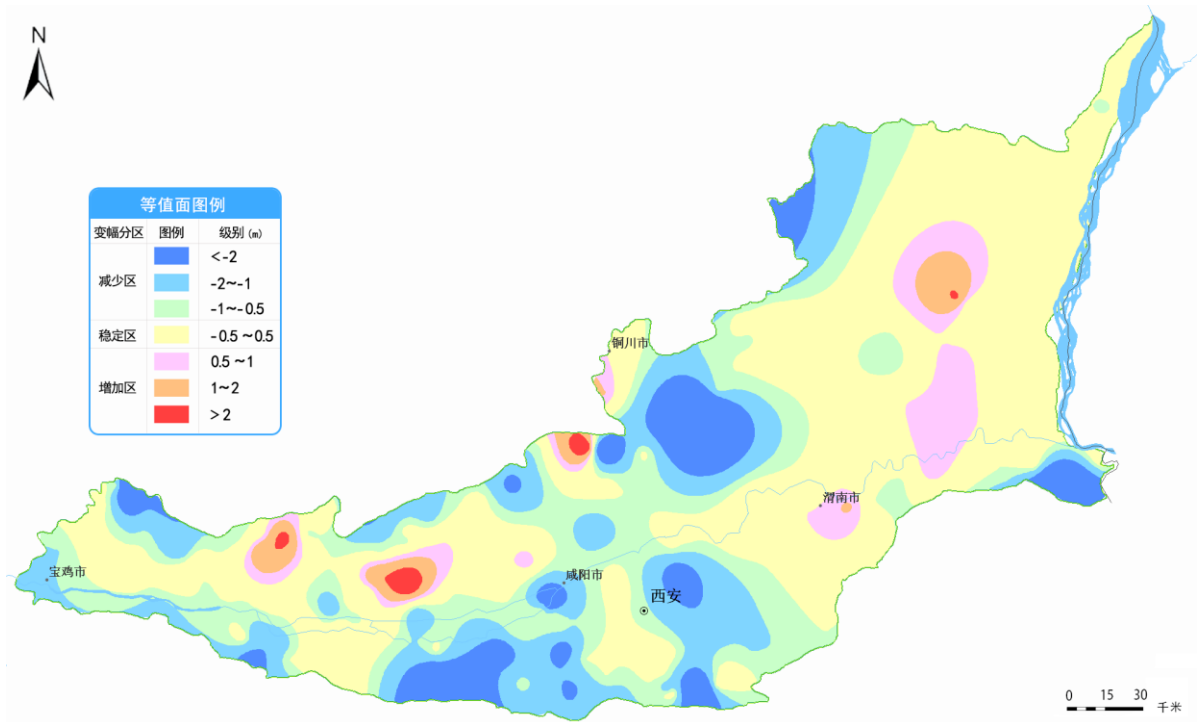 N
等值面图例
变幅分区 图例 级别 (m)
减少区
<-2
-2~-1
-1~-0.5
稳定区 -0.5~0.5
增加区
0.5~1
1~2
>2
铜川市
渭南市
宝鸡市
咸阳市
西安
0 15 30 千米